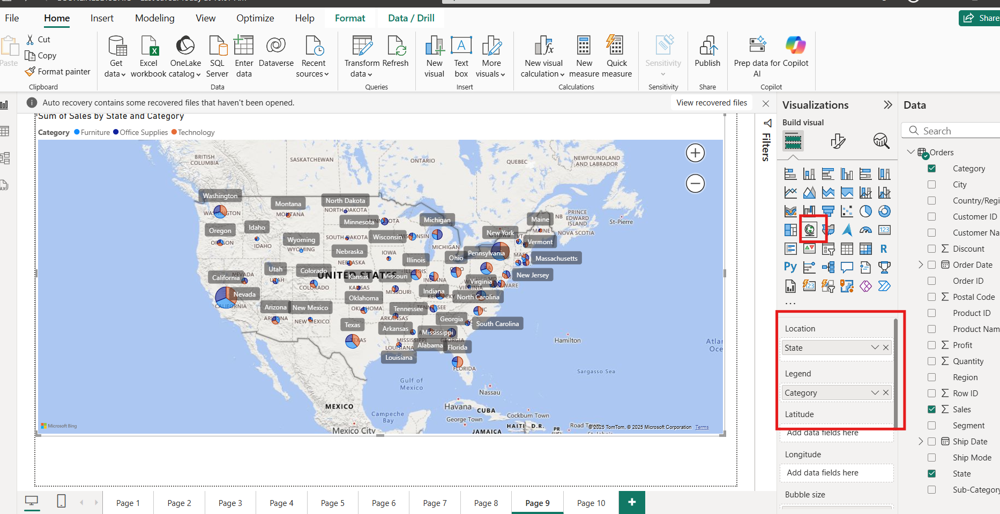 File Home Insert Modeling View Optimize Help Format Data / Drill Share
Paste
Cut
Copy
Format painter
Clipboard
Get data
Excel workbook
OneLake catalog
SQL Server
Enter data
Dataverse
Recent sources
Data
Transform data
Refresh
Queries
New visual
Text box
More visuals
Insert
New visual calculation
New measure
Quick measure
Calculations
Sensitivity
Sensitivity
Publish
Share
Prep data for AI
Copilot
Copilot
Auto recovery contains some recovered files that haven't been opened.
View recovered files
Sum of Sales by State and Category
Category Furniture Office Supplies Technology
BRITISH COLUMBIA
SASKATCHEWAN
ONTARIO
QUEBEC
NEWFOUNDLAND AND LABRADOR
Washington
Montana
MONTANA
North Dakota
NORTH DAKOTA
Minnesota
Michigan
MICHIGAN
Maine
MAINE
NB
PRINCE EDWARD ISLAND
St-Pierre
NOVA SCOTIA
Oregon
Idaho
IDAHO
Wyoming
WYOMING
SOUTH DAKOTA
Wisconsin
New York
Ottawa
Vermont
Nebraska
IOWA
Illinois
Ohio
Pennsylvania
Massachusetts
Utah
Colorado
COLORADO
UNITED STATES
Kansas
KANSAS
Missouri
MISSOURI
INDIANA
Indiana
Virginia
VIRGINIA
New Jersey
California
NEVADA
Nevada
CALIFORNIA
Oklahoma
North Carolina
Arizona
New Mexico
NEW MEXICO
Tennessee
ARKANSAS
Arkansas
Georgia
GEORGIA
NC
South Carolina
Texas
Mississippi
MISSISSIPPI
Alabama
Florida
FLORIDA
LOUISIANA
Louisiana
Hamilton
Sargasso Sea
Gulf of Mexico
Nassau
MEXICO
Havana
CUBA
Campeche Bay
George Town
Cockburn Town
HAITI
D.R.
PR
JAMAICA
Mexico City
Road Town
Microsoft Bing
© 2025 TomTom, © 2025 Microsoft Corporation Terms
Filters
Visualizations
Build visual
123
R
Py
...
Location
State
Legend
Category
Latitude
Add data fields here
Longitude
Add data fields here
Bubble size
Data
Search
Orders
Category
City
Country/Regi
Customer ID
Customer Na
Discount
Order Date
Order ID
Postal Code
Product ID
Product Nam
Profit
Quantity
Region
Row ID
Sales
Segment
Ship Date
Ship Mode
State
Sub-Category
Page 1 Page 2 Page 3 Page 4 Page 5 Page 6 Page 7 Page 8 Page 9 Page 10 +